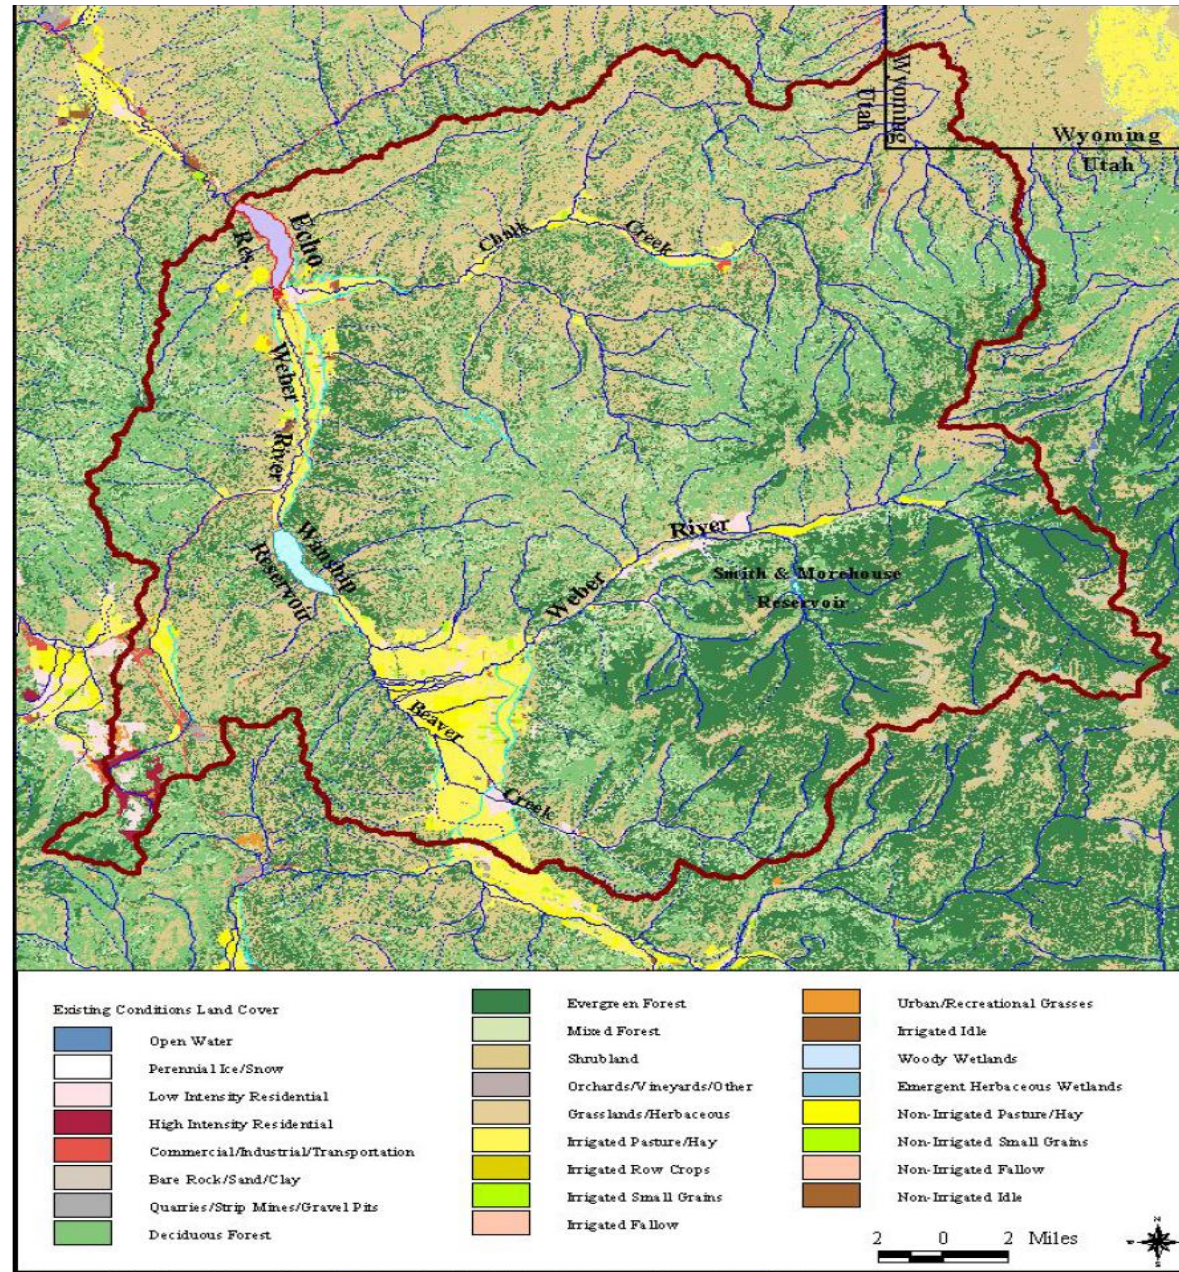 Wyoming
Utah
Wyoming
Utah
Echo
Res.
Chalk
Creek
Weber
River
Wanship
Reservoir
River
Weber
Smith & Morehouse
Reservoir
Beaver
Creek
Existing Conditions Land Cover
Open Water
Perennial Ice/Snow
Low Intensity Residential
High Intensity Residential
Commercial/Industrial/Transportation
Bare Rock/Sand/Clay
Quarries/Strip Mines/Gravel Pits
Deciduous Forest
Evergreen Forest
Mixed Forest
Shrubland
Orchards/Vineyards/Other
Grasslands/Herbaceous
Irrigated Pasture/Hay
Irrigated Row Crops
Irrigated Small Grains
Irrigated Fallow
Urban/Recreational Grasses
Irrigated Idle
Woody Wetlands
Emergent Herbaceous Wetlands
Non-Irrigated Pasture/Hay
Non-Irrigated Small Grains
Non-Irrigated Fallow
Non-Irrigated Idle
2 0 2 Miles